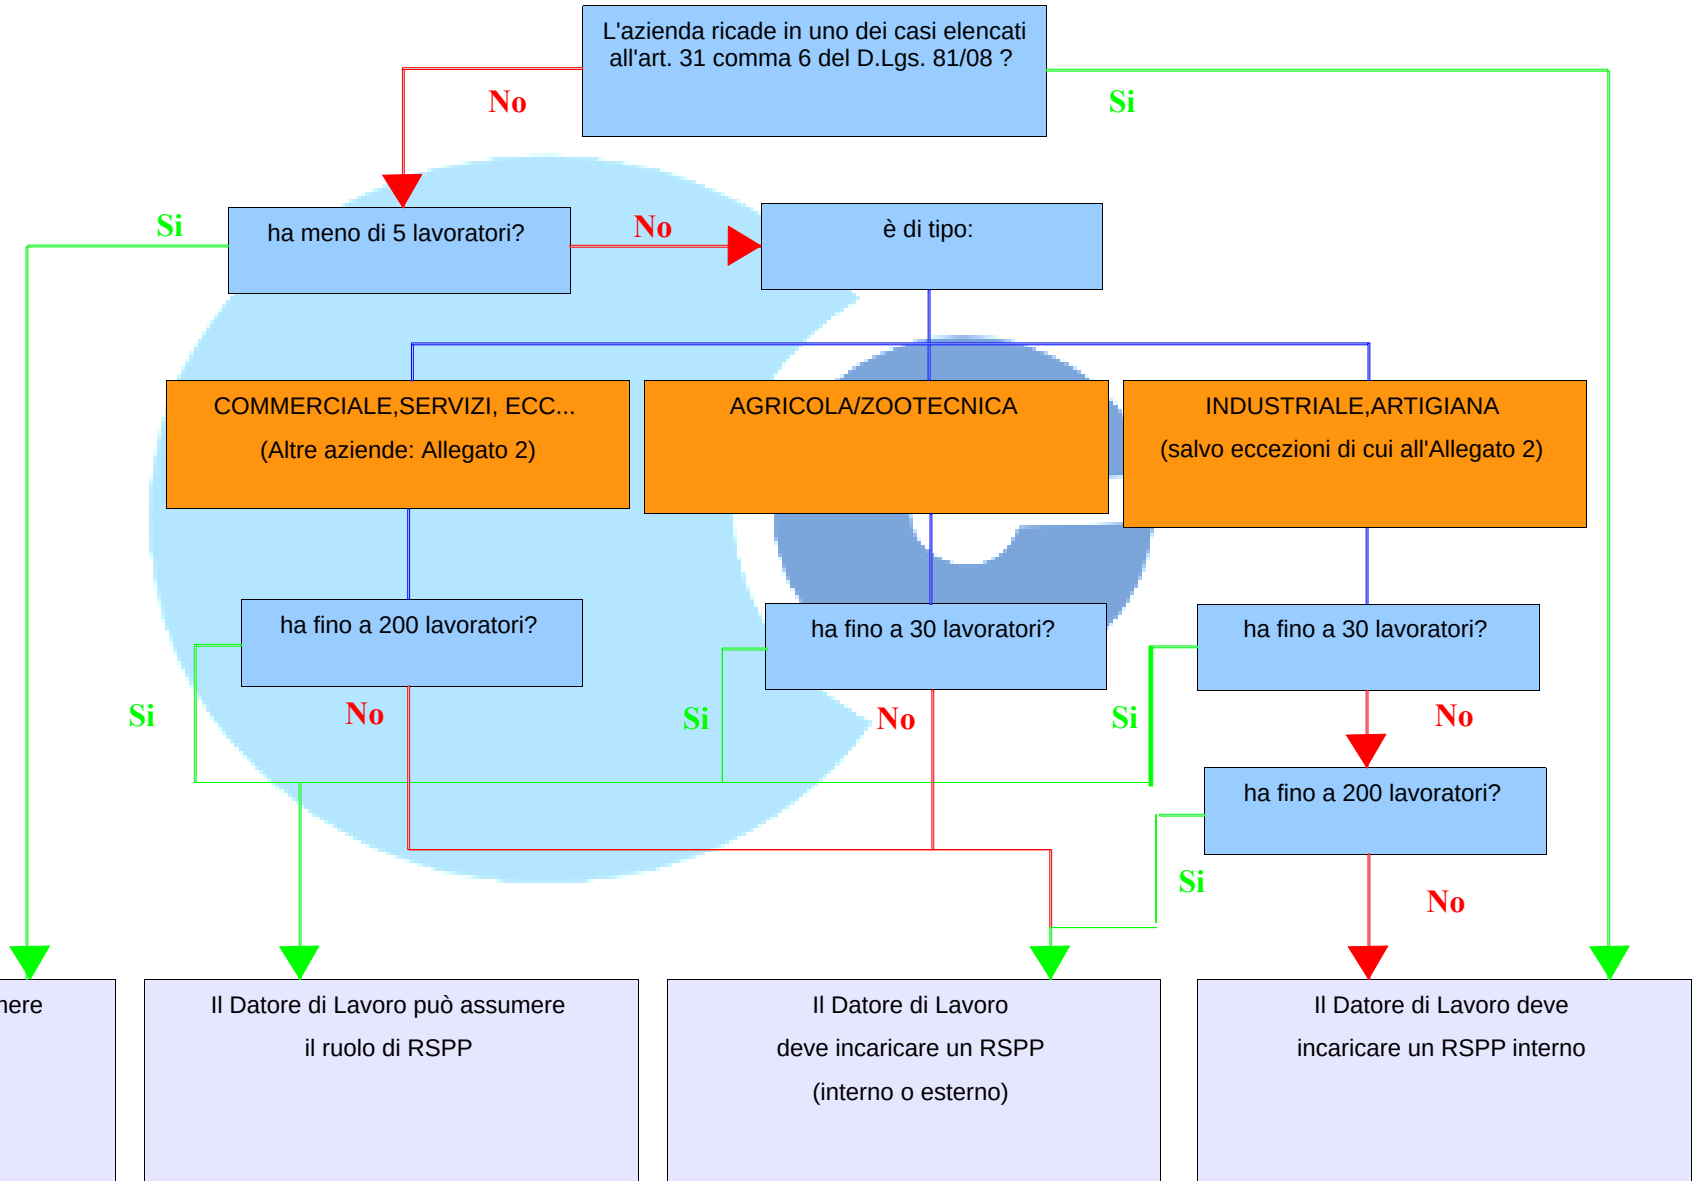 L'azienda ricade in uno dei casi elencati
all'art. 31 comma 6 del D.Lgs. 81/08 ?
No
Si
Si
ha meno di 5 lavoratori?
No
è di tipo:
COMMERCIALE,SERVIZI, ECC...
(Altre aziende: Allegato 2)
AGRICOLA/ZOOTECNICA
INDUSTRIALE,ARTIGIANA
(salvo eccezioni di cui all'Allegato 2)
ha fino a 200 lavoratori?
ha fino a 30 lavoratori?
ha fino a 30 lavoratori?
Si
No
Si
No
Si
No
ha fino a 200 lavoratori?
Si
No
Il Datore di Lavoro può assumere
il ruolo di RSPP
Il Datore di Lavoro
deve incaricare un RSPP
(interno o esterno)
Il Datore di Lavoro deve
incaricare un RSPP interno